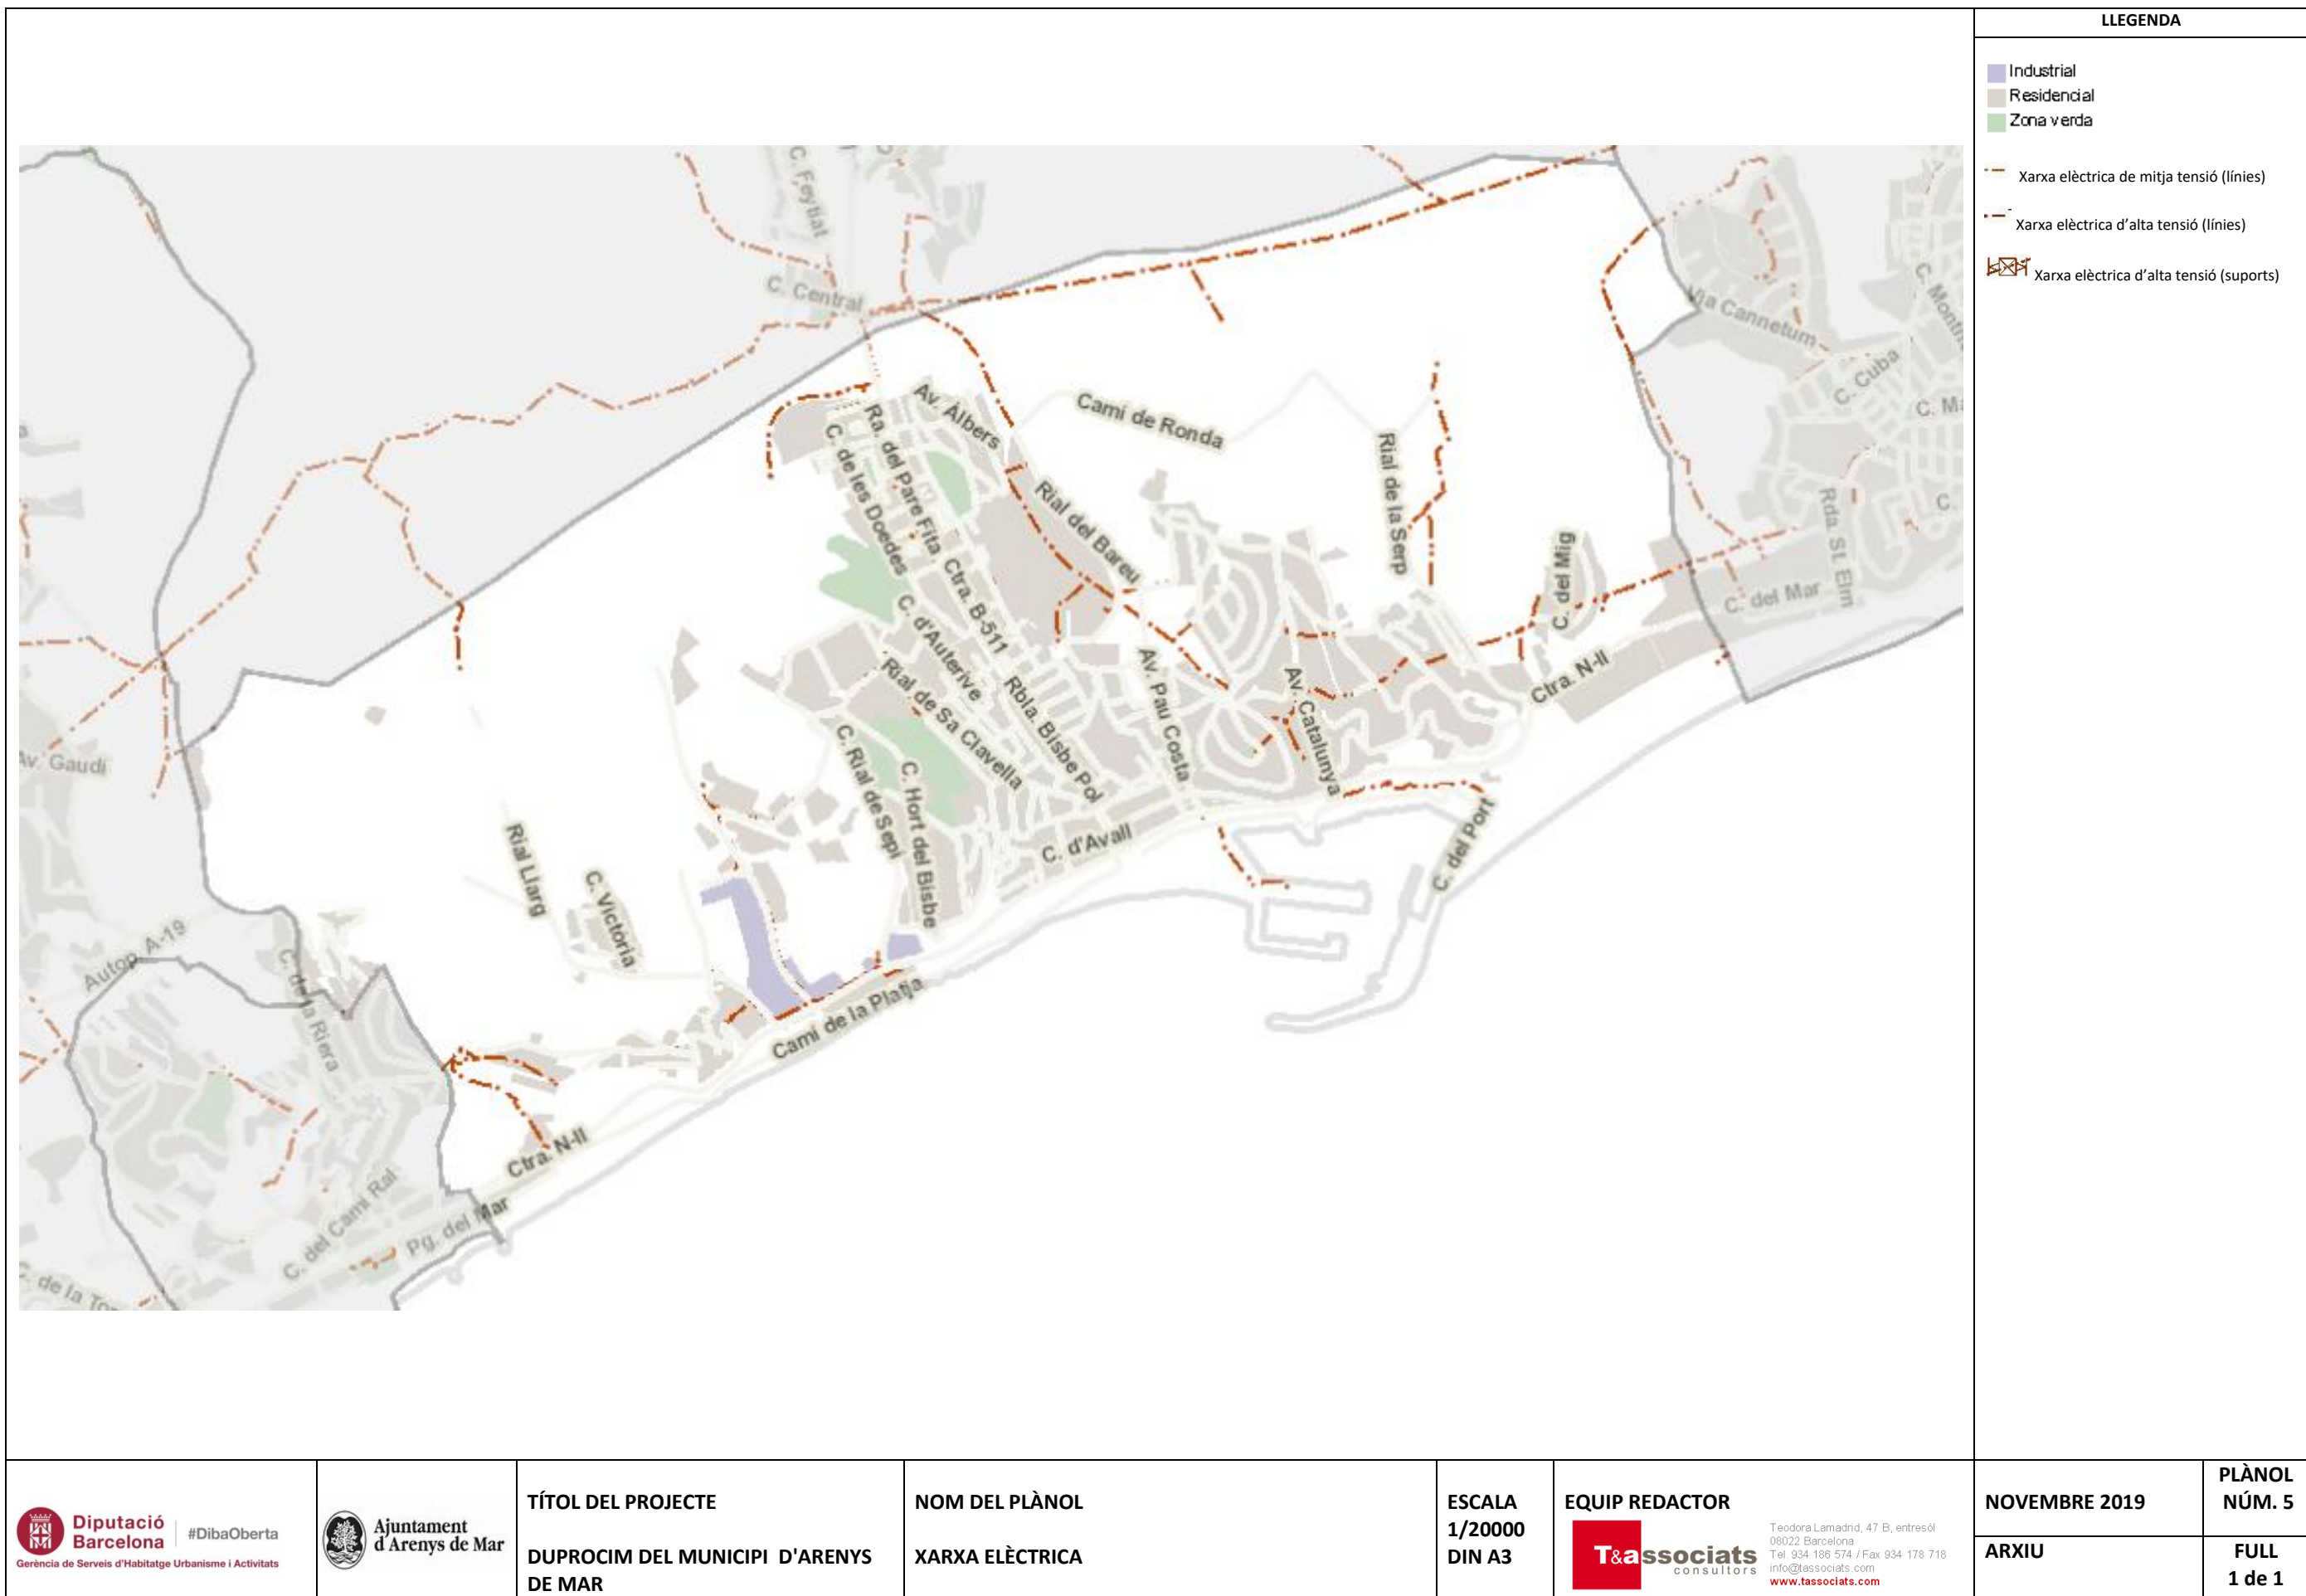 LLEGENDA
Industrial
Residencial
Zona verda
Xarxa elèctrica de mitja tensió (línies)
Xarxa elèctrica d'alta tensió (línies)
Xarxa elèctrica d'alta tensió (suports)
C. Feytiat
C. Central
Via Cannetum
C. Cuba
Av. Àlbers
Camí de Ronda
Ra. del Pare Fita
C. de les Doedes
Rial del Bareu
Rial de la Serp
C. del Mig
Rda. St. Elm
C. del Mar
Ctra. B-511
C. d'Auterive
Rial de Sa Clavella
Rbla. Bisbe Pol
Av. Pau Costa
Av. Catalunya
Ctra. N-II
Av. Gaudí
C. Rial de Sepi
C. Hort del Bisbe
C. d'Avall
C. del Port
Rial Llarg
C. Victòria
Autop. A-19
C. de la Riera
Camí de la Platja
Ctra. N-II
C. del Camí Ral
Pg. del Mar
Diputació
Barcelona
#DibaOberta
Gerència de Serveis d'Habitatge Urbanisme i Activitats
Ajuntament
d'Arenys de Mar
TÍTOL DEL PROJECTE
DUPROCIM DEL MUNICIPI D'ARENYS
DE MAR
NOM DEL PLÀNOL
XARXA ELÈCTRICA
ESCALA
1/20000
DIN A3
EQUIP REDACTOR
T&associats
consultors
Teodora Lamadrid, 47 B, entresòl
08022 Barcelona
Tel. 934 186 574 / Fax 934 178 718
info@tassociats.com
www.tassociats.com
NOVEMBRE 2019
PLÀNOL
NÚM. 5
ARXIU
FULL
1 de 1